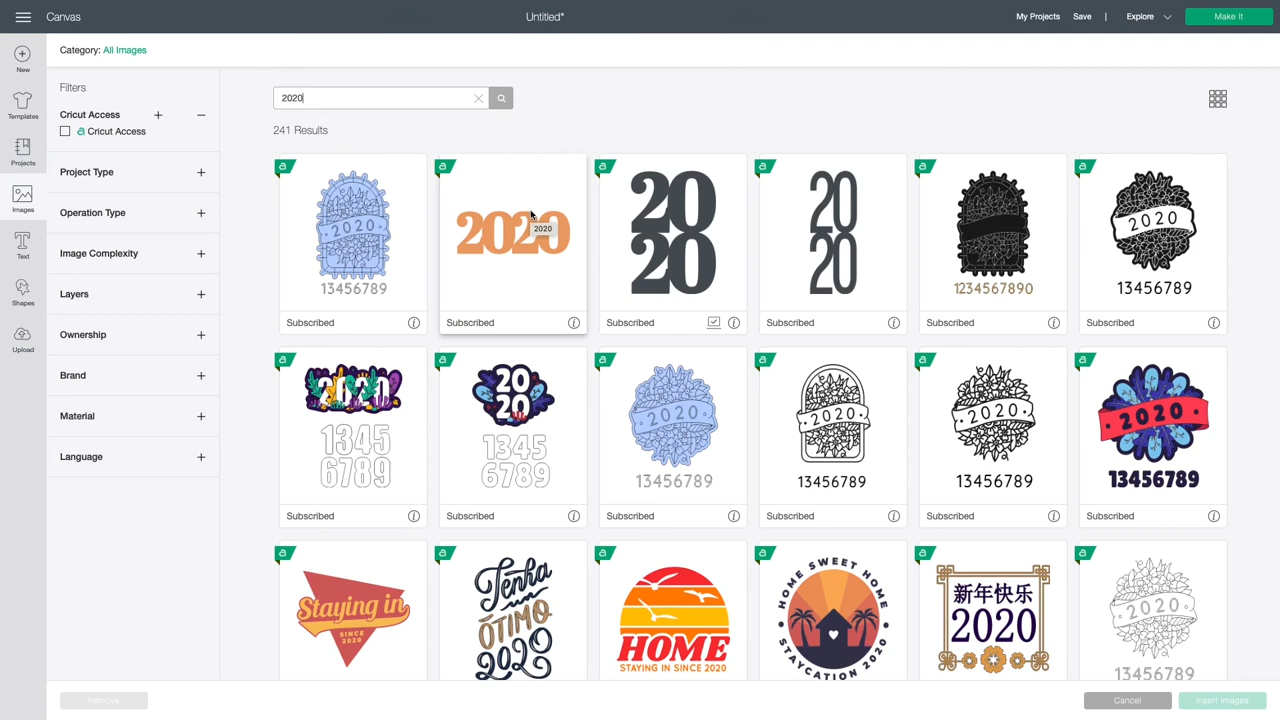 Canvas
Untitled*
My Projects
Save
|
Explore
Make It
New
Templates
Projects
Images
Text
Shapes
Upload
Category: All Images
Filters
Cricut Access
Cricut Access
Project Type
Operation Type
Image Complexity
Layers
Ownership
Brand
Material
Language
2020
241 Results
2020
13456789
Subscribed
2020
2020
Subscribed
20
20
Subscribed
20
20
Subscribed
1234567890
Subscribed
2020
13456789
Subscribed
2020
1345
6789
Subscribed
20
20
1345
6789
Subscribed
2020
13456789
Subscribed
2020
13456789
Subscribed
2020
13456789
Subscribed
2020
13456789
Subscribed
Staying in
SINCE
2020
Tenha
ÓTIMO
2020
HOME
STAYING IN SINCE 2020
HOME SWEET HOME
STAYCATION 2020
新年快乐
2020
2020
13456789
Remove
Cancel
Insert Images